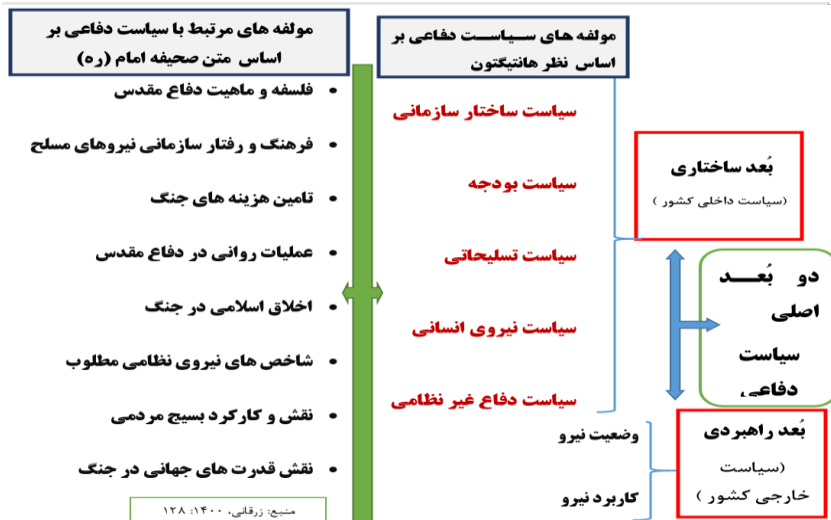 دو بُعد
اصلی
سیاست
دفاعی
بُعد ساختاری
(سیاست داخلی کشور )
بُعد راهبردی
(سیاست
خارجی کشور )
مولفه های سیاست دفاعی بر
اساس نظر هانتیگتون
سیاست ساختار سازمانی
سیاست بودجه
سیاست تسلیحاتی
سیاست نیروی انسانی
سیاست دفاع غیر نظامی
وضعیت نیرو
کاربرد نیرو
مولفه های مرتبط با سیاست دفاعی بر
اساس متن صحیفه امام (ره)
• فلسفه و ماهیت دفاع مقدس
• فرهنگ و رفتار سازمانی نیروهای مسلح
• تامین هزینه های جنگ
• عملیات روانی در دفاع مقدس
• اخلاق اسلامی در جنگ
• شاخص های نیروی نظامی مطلوب
• نقش و کارکرد بسیج مردمی
• نقش قدرت های جهانی در جنگ
منبع: زرقانی، ۱۴۰۰: ۱۲۸